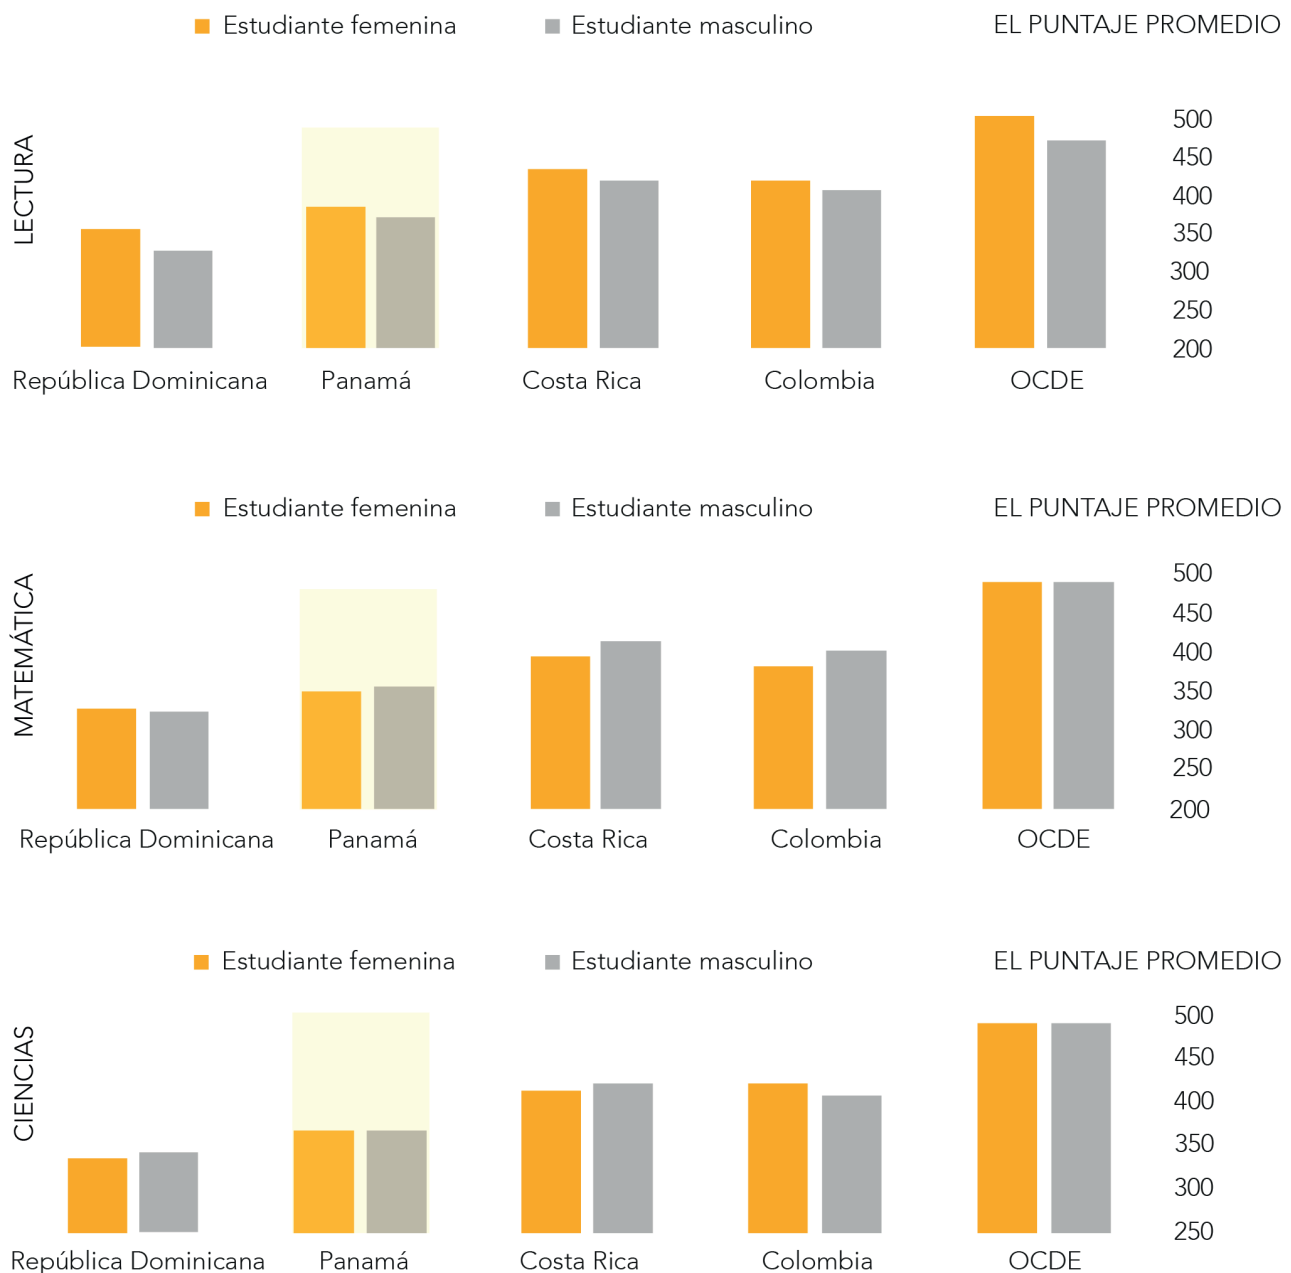 Estudiante femenina Estudiante masculino EL PUNTAJE PROMEDIO
LECTURA
500
450
400
350
300
250
200
República Dominicana Panamá Costa Rica Colombia OCDE
Estudiante femenina Estudiante masculino EL PUNTAJE PROMEDIO
MATEMÁTICA
500
450
400
350
300
250
200
República Dominicana Panamá Costa Rica Colombia OCDE
Estudiante femenina Estudiante masculino EL PUNTAJE PROMEDIO
CIENCIAS
500
450
400
350
300
250
República Dominicana Panamá Costa Rica Colombia OCDE